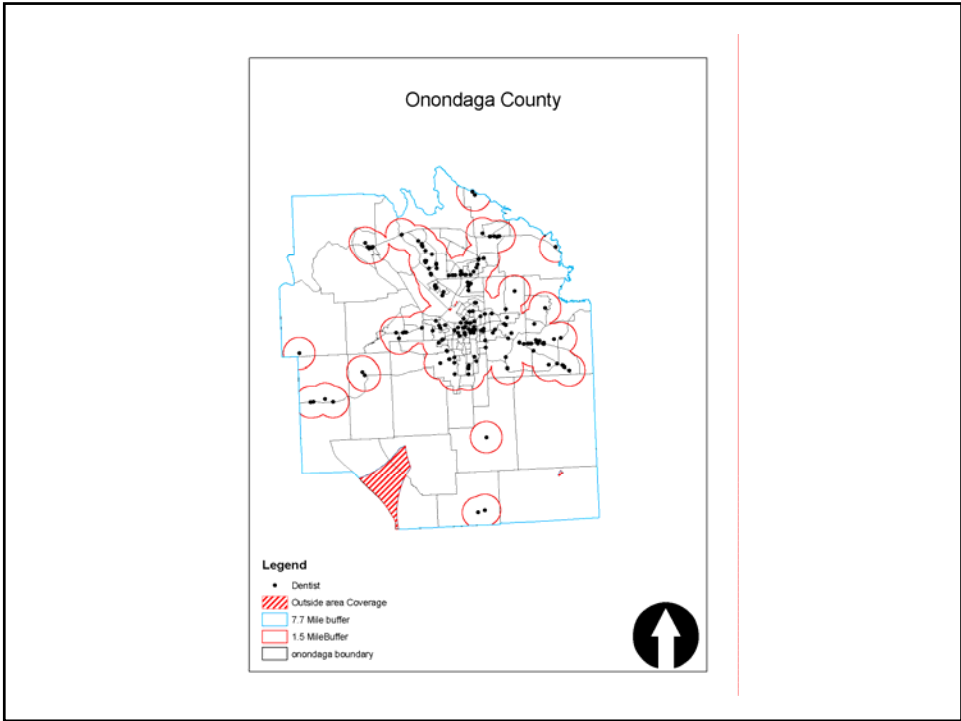 Onondaga County
Legend
Dentist
Outside area Coverage
7.7 Mile buffer
1.5 MileBuffer
onondaga boundary